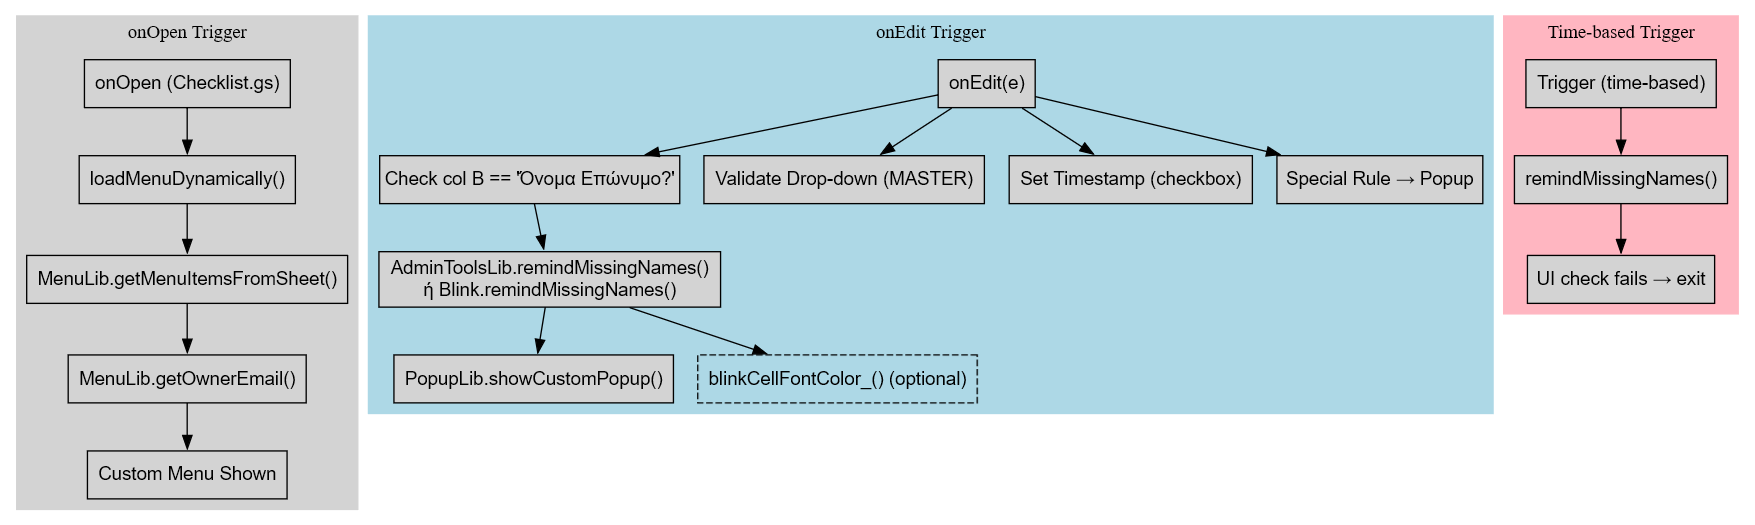 onOpen Trigger
onOpen (Checklist.gs)
loadMenuDynamically()
MenuLib.getMenuItemsFromSheet()
MenuLib.getOwnerEmail()
Custom Menu Shown
onEdit Trigger
onEdit(e)
Check col B == 'Όνομα Επώνυμο?'
Validate Drop-down (MASTER)
Set Timestamp (checkbox)
Special Rule → Popup
AdminToolsLib.remindMissingNames()
ή Blink.remindMissingNames()
PopupLib.showCustomPopup()
blinkCellFontColor_() (optional)
Time-based Trigger
Trigger (time-based)
remindMissingNames()
UI check fails → exit